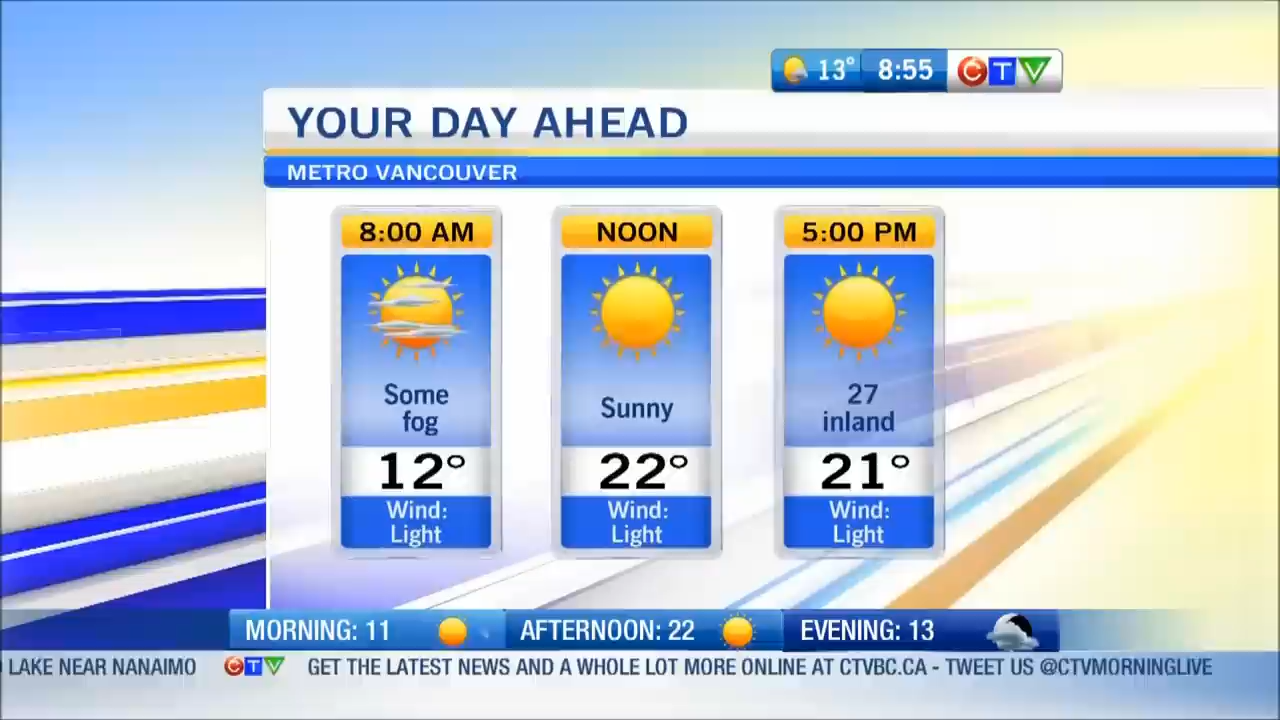 13° 8:55 CTV
YOUR DAY AHEAD
METRO VANCOUVER
8:00 AM
Some
fog
12°
Wind:
Light
NOON
Sunny
22°
Wind:
Light
5:00 PM
27
inland
21°
Wind:
Light
MORNING: 11 AFTERNOON: 22 EVENING: 13
LAKE NEAR NANAIMO CTV GET THE LATEST NEWS AND A WHOLE LOT MORE ONLINE AT CTVBC.CA - TWEET US @CTVMORNINGLIVE